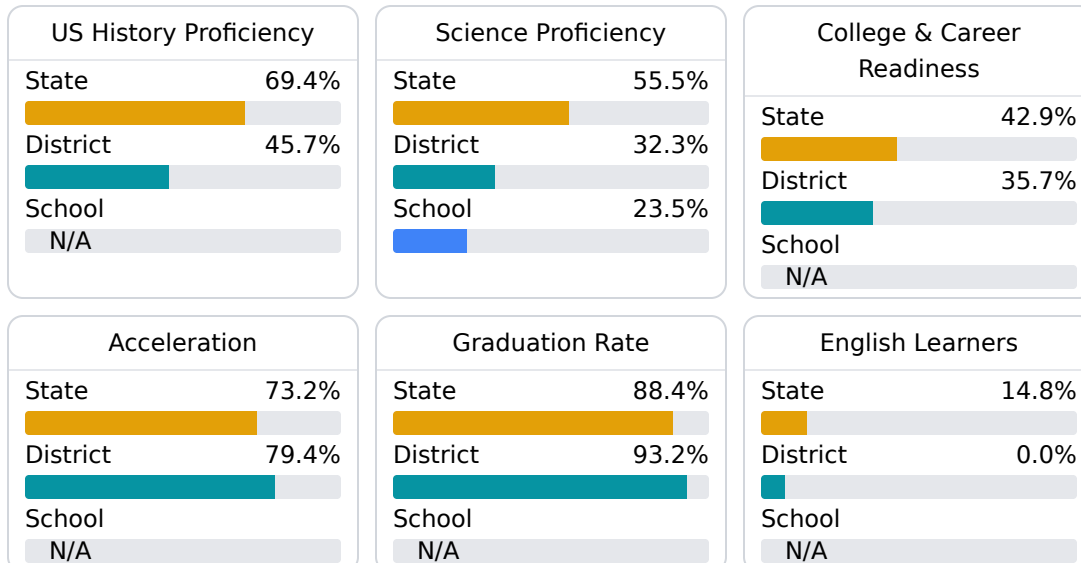 US History Proficiency
State 69.4%
District 45.7%
School
N/A
Science Proficiency
State 55.5%
District 32.3%
School 23.5%
College & Career
Readiness
State 42.9%
District 35.7%
School
N/A
Acceleration
State 73.2%
District 79.4%
School
N/A
Graduation Rate
State 88.4%
District 93.2%
School
N/A
English Learners
State 14.8%
District 0.0%
School
N/A